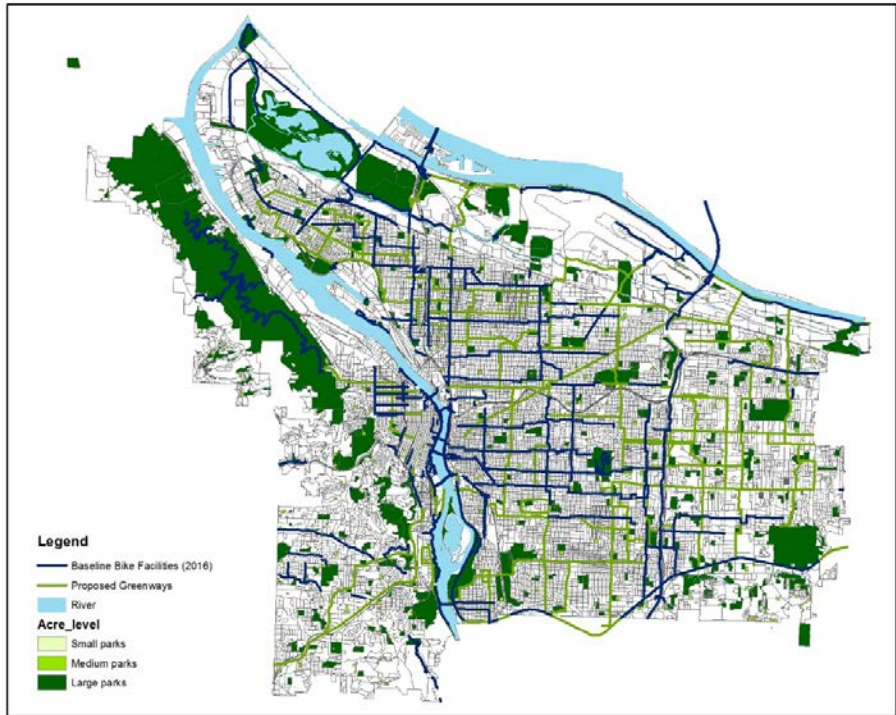 Legend
Baseline Bike Facilities (2016)
Proposed Greenways
River
Acre_level
Small parks
Medium parks
Large parks